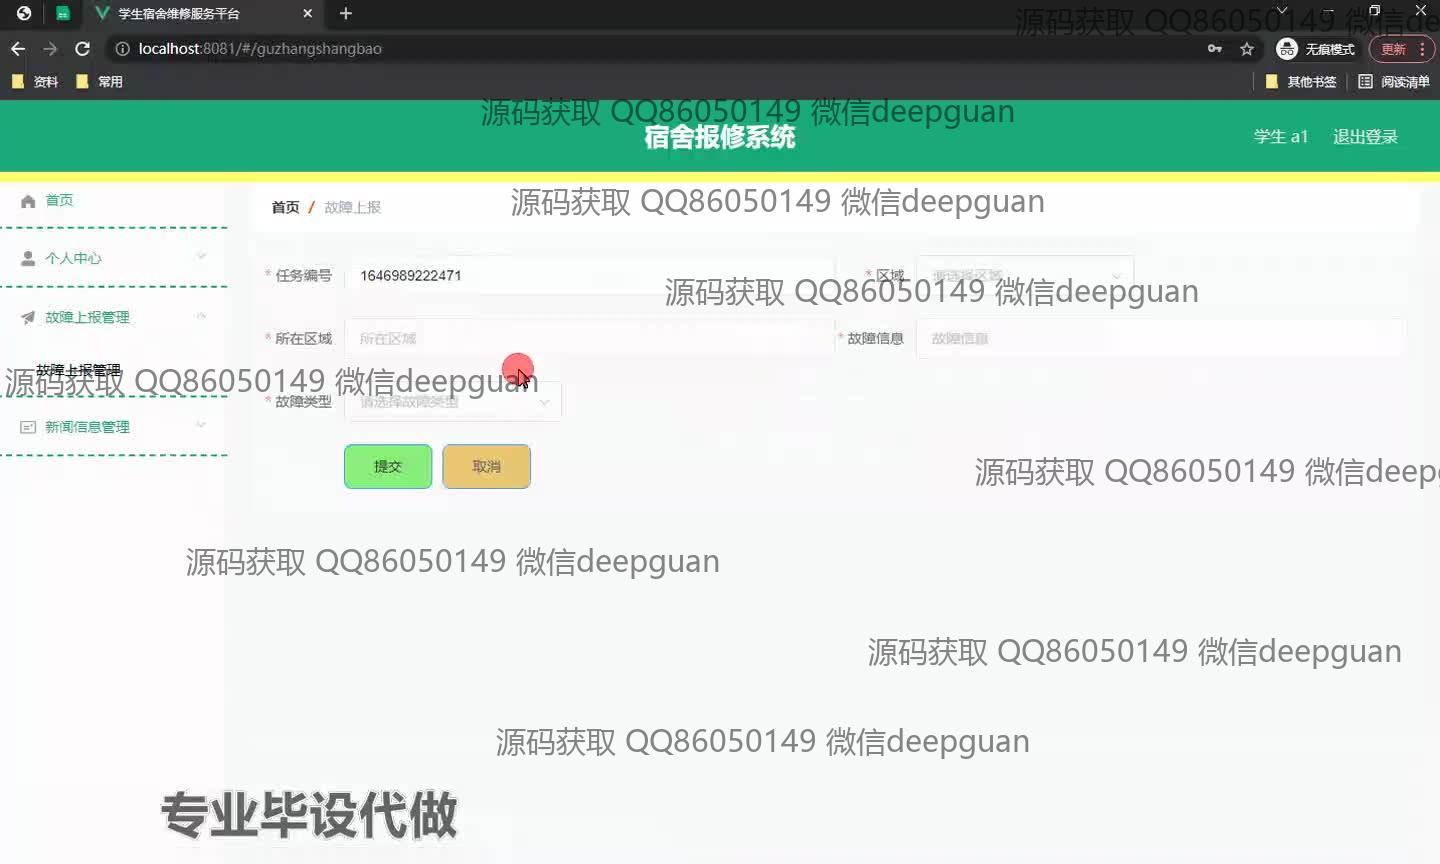 学生宿舍维修服务平台
源码获取 QQ86050149 微信de
localhost:8081/#/guzhangshangbao
无痕模式
更新
资料
常用
其他书签
阅读清单
源码获取 QQ86050149 微信deepguan
宿舍报修系统
学生 a1
退出登录
首页
首页 / 故障上报
源码获取 QQ86050149 微信deepguan
个人中心
* 任务编号
1646989222471
* 区域
请选择区域
源码获取 QQ86050149 微信deepguan
故障上报管理
* 所在区域
所在区域
* 故障信息
故障信息
故障上报管理
源码获取 QQ86050149 微信deepguan
* 故障类型
请选择故障类型
新闻信息管理
提交
取消
源码获取 QQ86050149 微信deep
源码获取 QQ86050149 微信deepguan
源码获取 QQ86050149 微信deepguan
源码获取 QQ86050149 微信deepguan
专业毕设代做